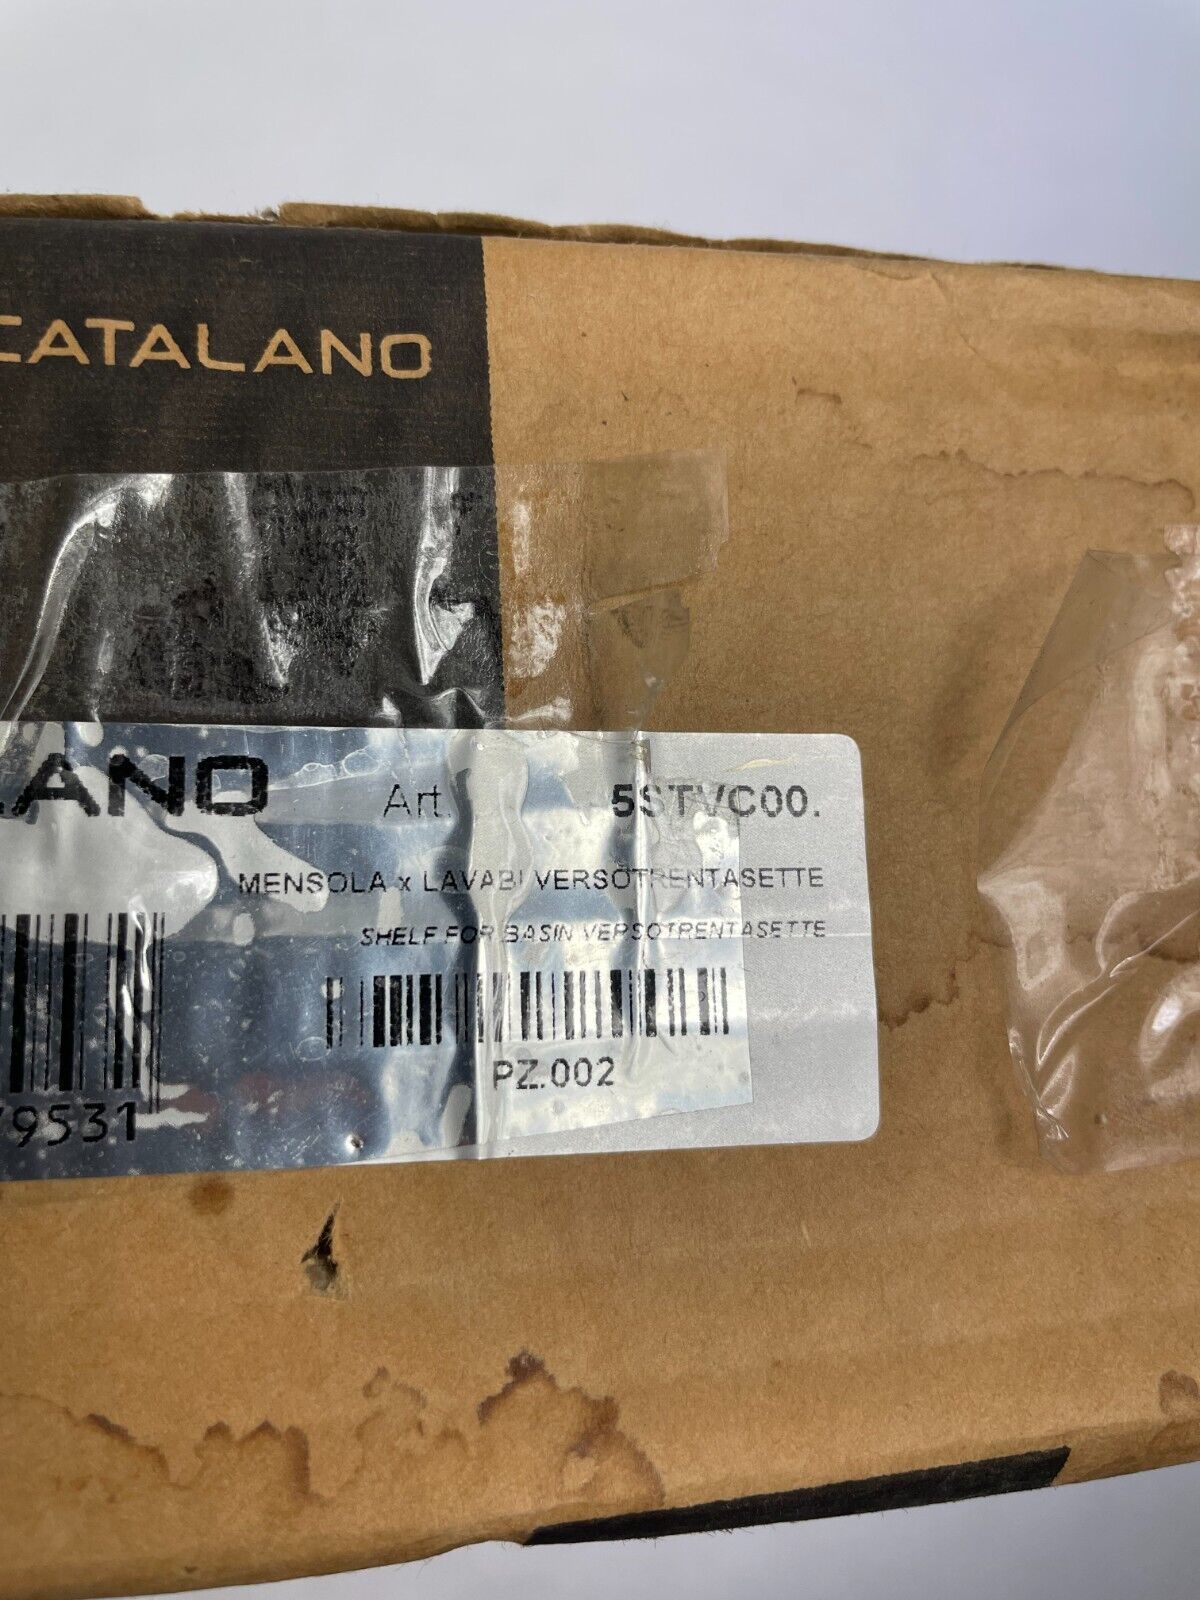 CATALANO
LANO
Art. 5STVC00.
MENSOLA x LAVABI VERSOTRENTASETTE
SHELF FOR BASIN VERSOTRENTASETTE
PZ.002
79531